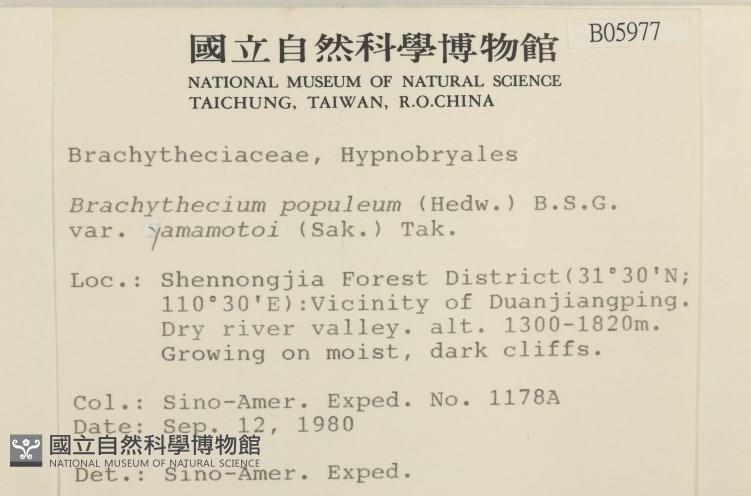 國立自然科學博物館
B05977
NATIONAL MUSEUM OF NATURAL SCIENCE
TAICHUNG, TAIWAN, R.O.CHINA
Brachytheciaceae, Hypnobryales
Brachythecium populeum (Hedw.) B.S.G.
var. yamamotoi (Sak.) Tak.
Loc.: Shennongjia Forest District(31°30'N;
110°30'E):Vicinity of Duanjiangping.
Dry river valley. alt. 1300-1820m.
Growing on moist, dark cliffs.
Col.: Sino-Amer. Exped. No. 1178A
Date: Sep. 12, 1980
國立自然科學博物館
NATIONAL MUSEUM OF NATURAL SCIENCE
Det.: Sino-Amer. Exped.